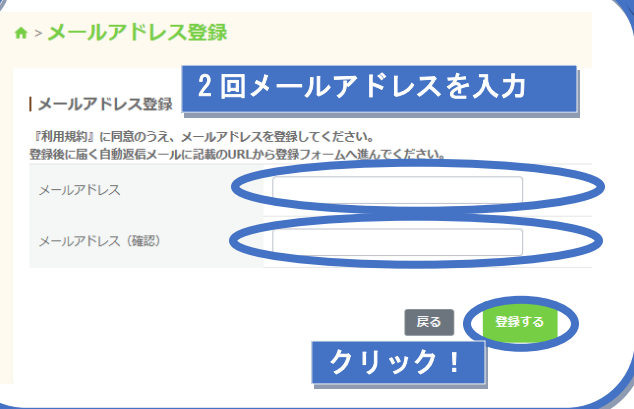 > メールアドレス登録
2回メールアドレスを入力
メールアドレス登録
『利用規約』に同意のうえ、メールアドレスを登録してください。
登録後に届く自動返信メールに記載のURLから登録フォームへ進んでください。
メールアドレス
メールアドレス（確認）
戻る
登録する
クリック！